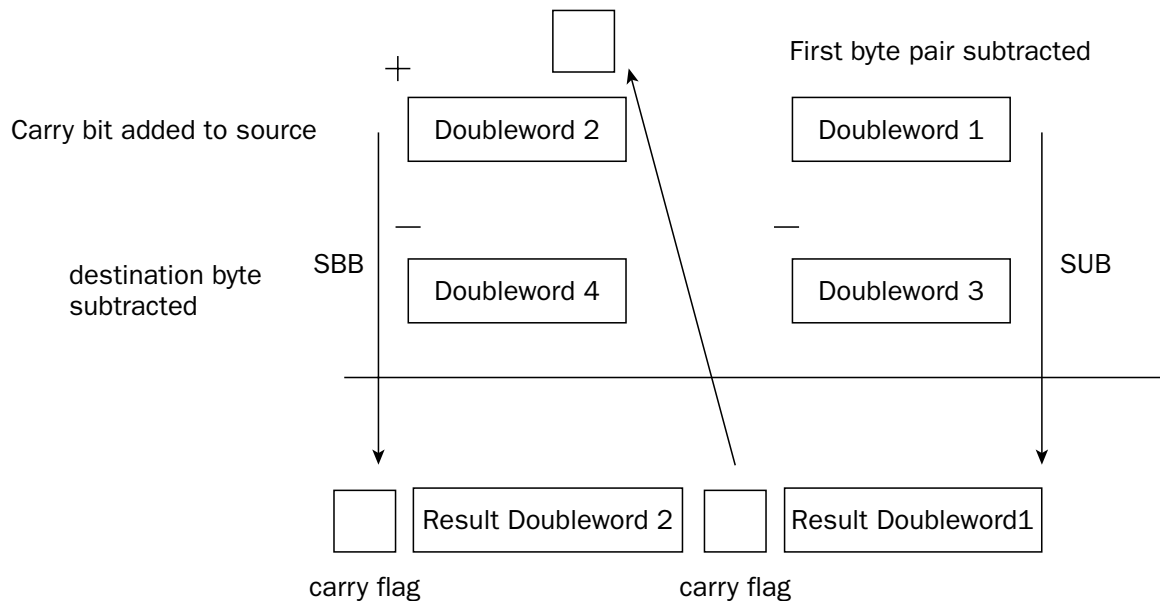 First byte pair subtracted
+
Carry bit added to source
Doubleword 2
Doubleword 1
—
—
SBB
SUB
destination byte
subtracted
Doubleword 4
Doubleword 3
Result Doubleword 2
Result Doubleword1
carry flag
carry flag